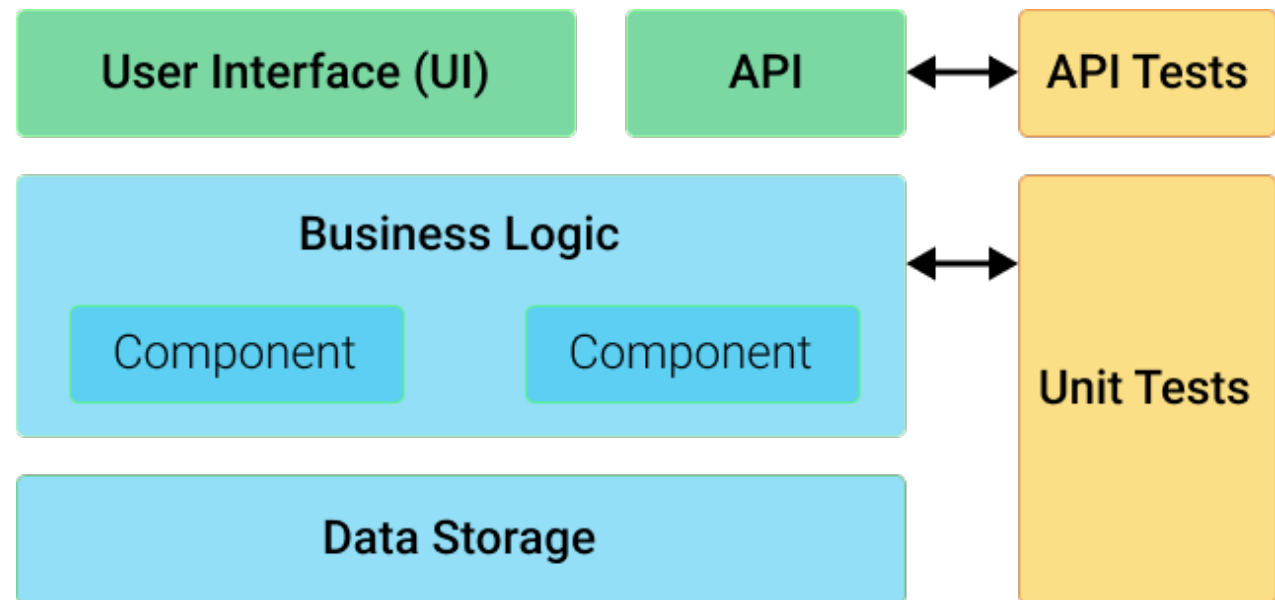 User Interface (UI)
API
API Tests
Business Logic
Component
Component
Unit Tests
Data Storage